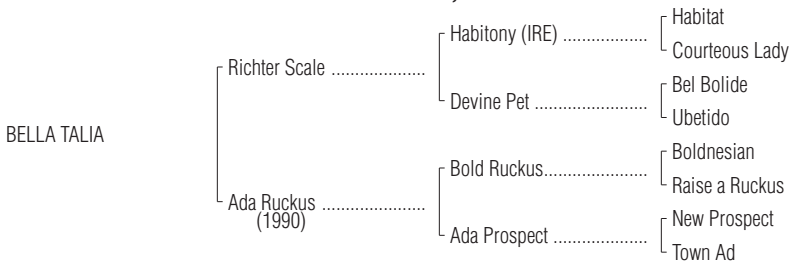 Habitat
Habitony (IRE) ..................
Courteous Lady
Richter Scale ....................
Bel Bolide
Devine Pet ........................
Ubetido
BELLA TALIA
Boldnesian
Bold Ruckus......................
Raise a Ruckus
Ada Ruckus ......................
(1990)
New Prospect
Ada Prospect ....................
Town Ad